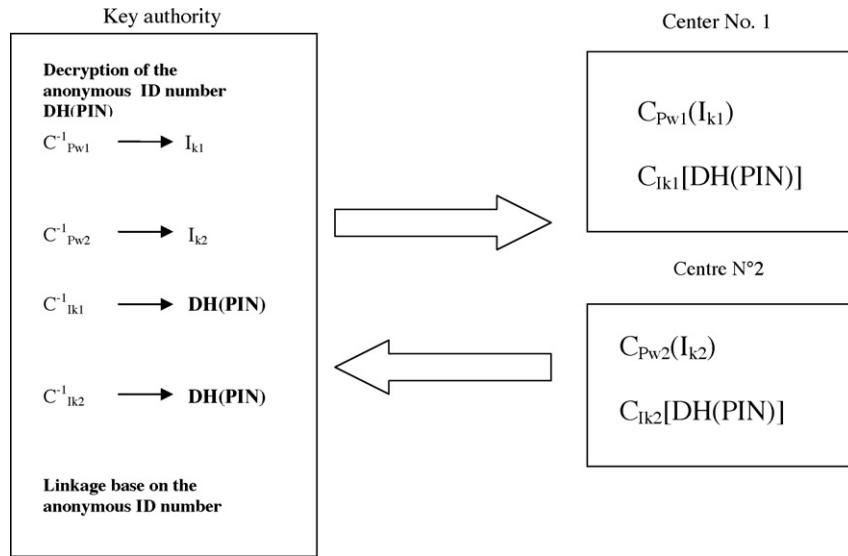 Key authority
Decryption of the
anonymous ID number
DH(PIN)
C⁻¹Pw1 Ik1
C⁻¹Pw2 Ik2
C⁻¹Ik1 DH(PIN)
C⁻¹Ik2 DH(PIN)
Linkage base on the
anonymous ID number
Center No. 1
CPw1(Ik1)
CIk1[DH(PIN)]
Centre N°2
CPw2(Ik2)
CIk2[DH(PIN)]